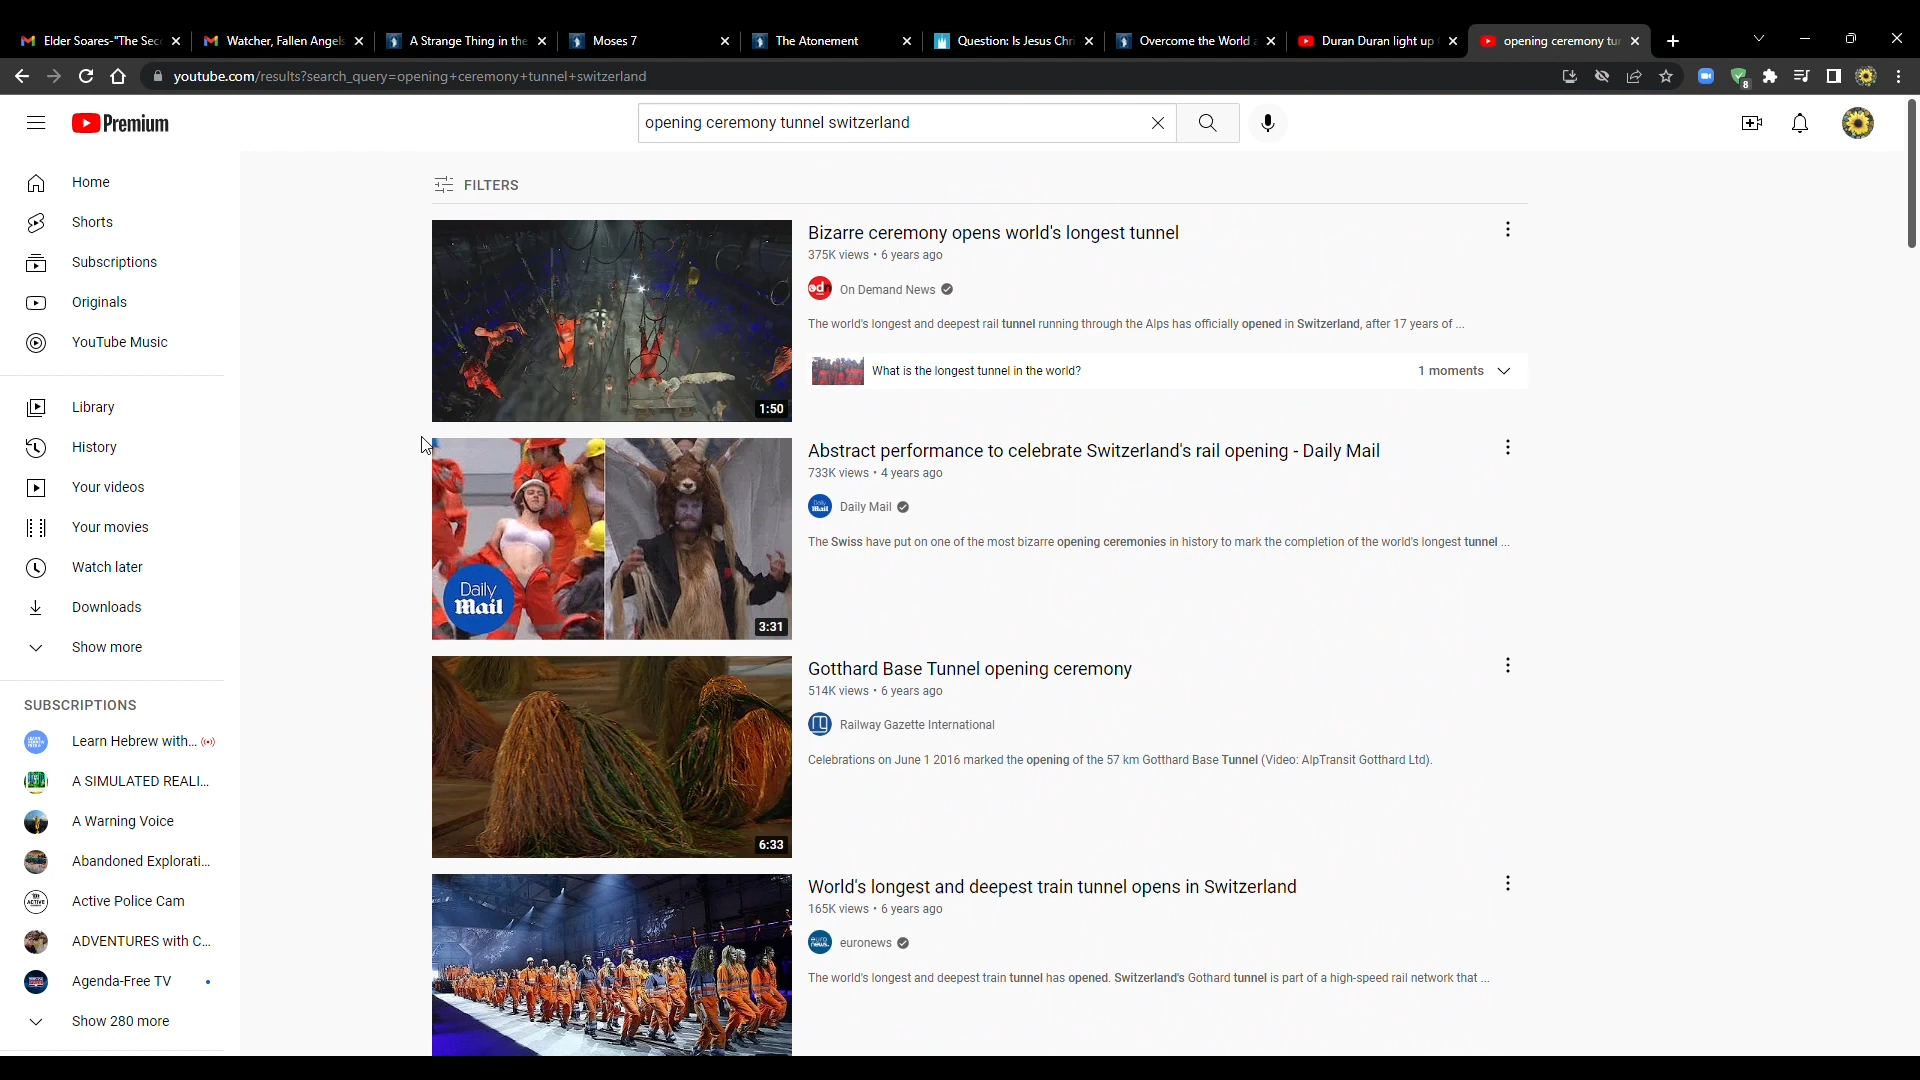 Elder Soares-"The Sec
Watcher, Fallen Angels
A Strange Thing in the
Moses 7
The Atonement
Question: Is Jesus Chri
Overcome the World a
Duran Duran light up
opening ceremony tu
youtube.com/results?search_query=opening+ceremony+tunnel+switzerland
8
Premium
opening ceremony tunnel switzerland
Home
Shorts
Subscriptions
Originals
YouTube Music
Library
History
Your videos
Your movies
Watch later
Downloads
Show more
SUBSCRIPTIONS
Learn Hebrew with...
A SIMULATED REALI...
A Warning Voice
Abandoned Explorati...
Active Police Cam
ADVENTURES with C...
Agenda-Free TV
Show 280 more
FILTERS
1:50
Bizarre ceremony opens world's longest tunnel
375K views • 6 years ago
On Demand News
The world's longest and deepest rail tunnel running through the Alps has officially opened in Switzerland, after 17 years of ...
What is the longest tunnel in the world?
1 moments
Daily
Mail
3:31
Abstract performance to celebrate Switzerland's rail opening - Daily Mail
733K views • 4 years ago
Daily Mail
The Swiss have put on one of the most bizarre opening ceremonies in history to mark the completion of the world's longest tunnel ...
6:33
Gotthard Base Tunnel opening ceremony
514K views • 6 years ago
Railway Gazette International
Celebrations on June 1 2016 marked the opening of the 57 km Gotthard Base Tunnel (Video: AlpTransit Gotthard Ltd).
World's longest and deepest train tunnel opens in Switzerland
165K views • 6 years ago
euronews
The world's longest and deepest train tunnel has opened. Switzerland's Gothard tunnel is part of a high-speed rail network that ...